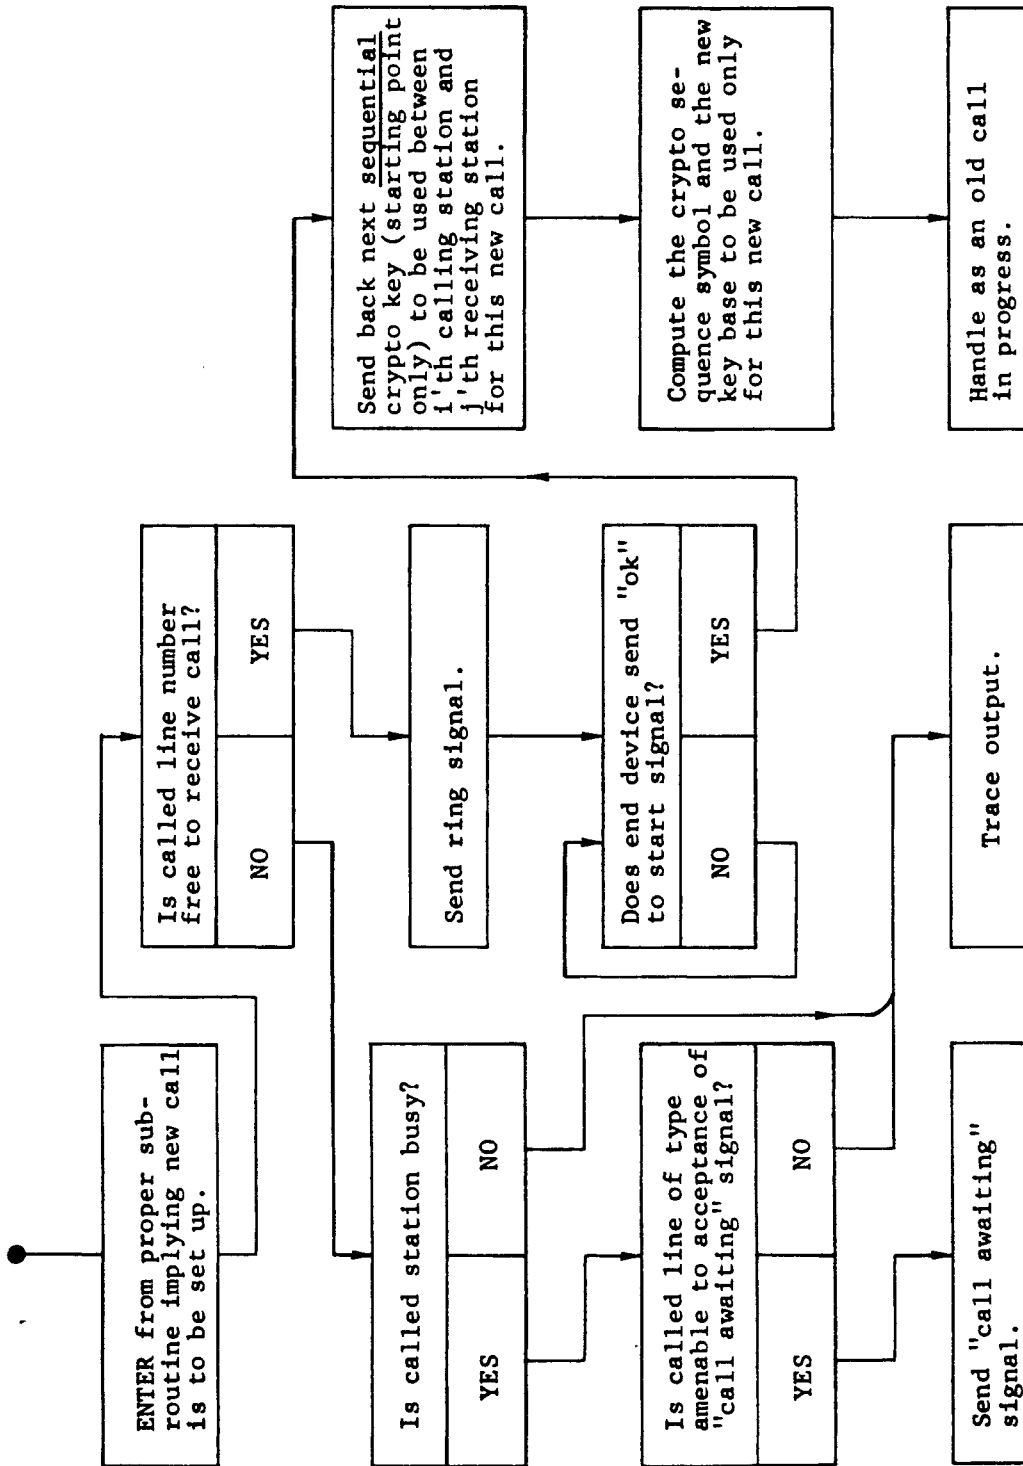 ENTER from proper sub-
routine implying new call
is to be set up.
Is called line number
free to receive call?
NO
YES
Is called station busy?
YES
NO
Send ring signal.
Is called line of type
amenable to acceptance of
"call awaiting" signal?
YES
NO
Does end device send "ok"
to start signal?
NO
YES
Send "call awaiting"
signal.
Trace output.
Send back next sequential
crypto key (starting point
only) to be used between
i'th calling station and
j'th receiving station
for this new call.
Compute the crypto se-
quence symbol and the new
key base to be used only
for this new call.
Handle as an old call
in progress.